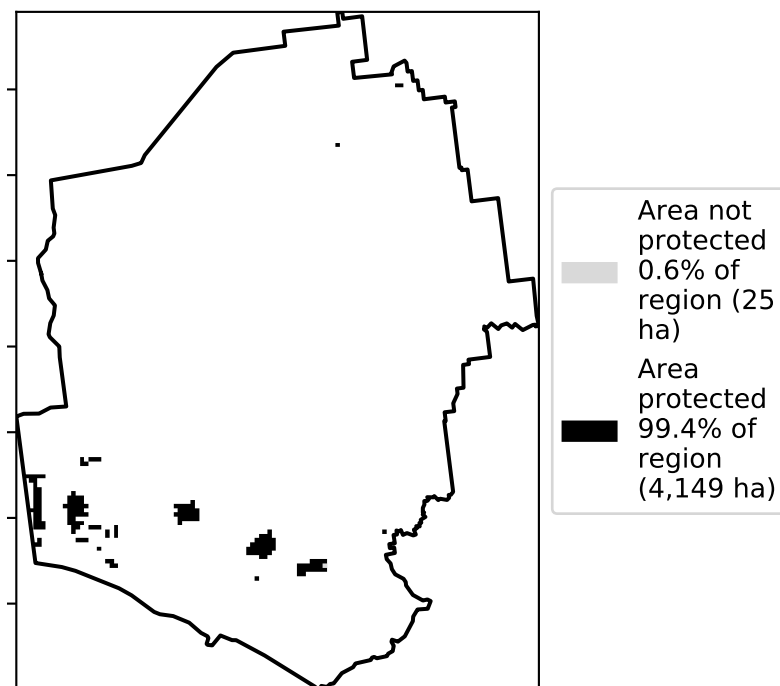 Area not
protected
0.6% of
region (25
ha)
Area
protected
99.4% of
region
(4,149 ha)